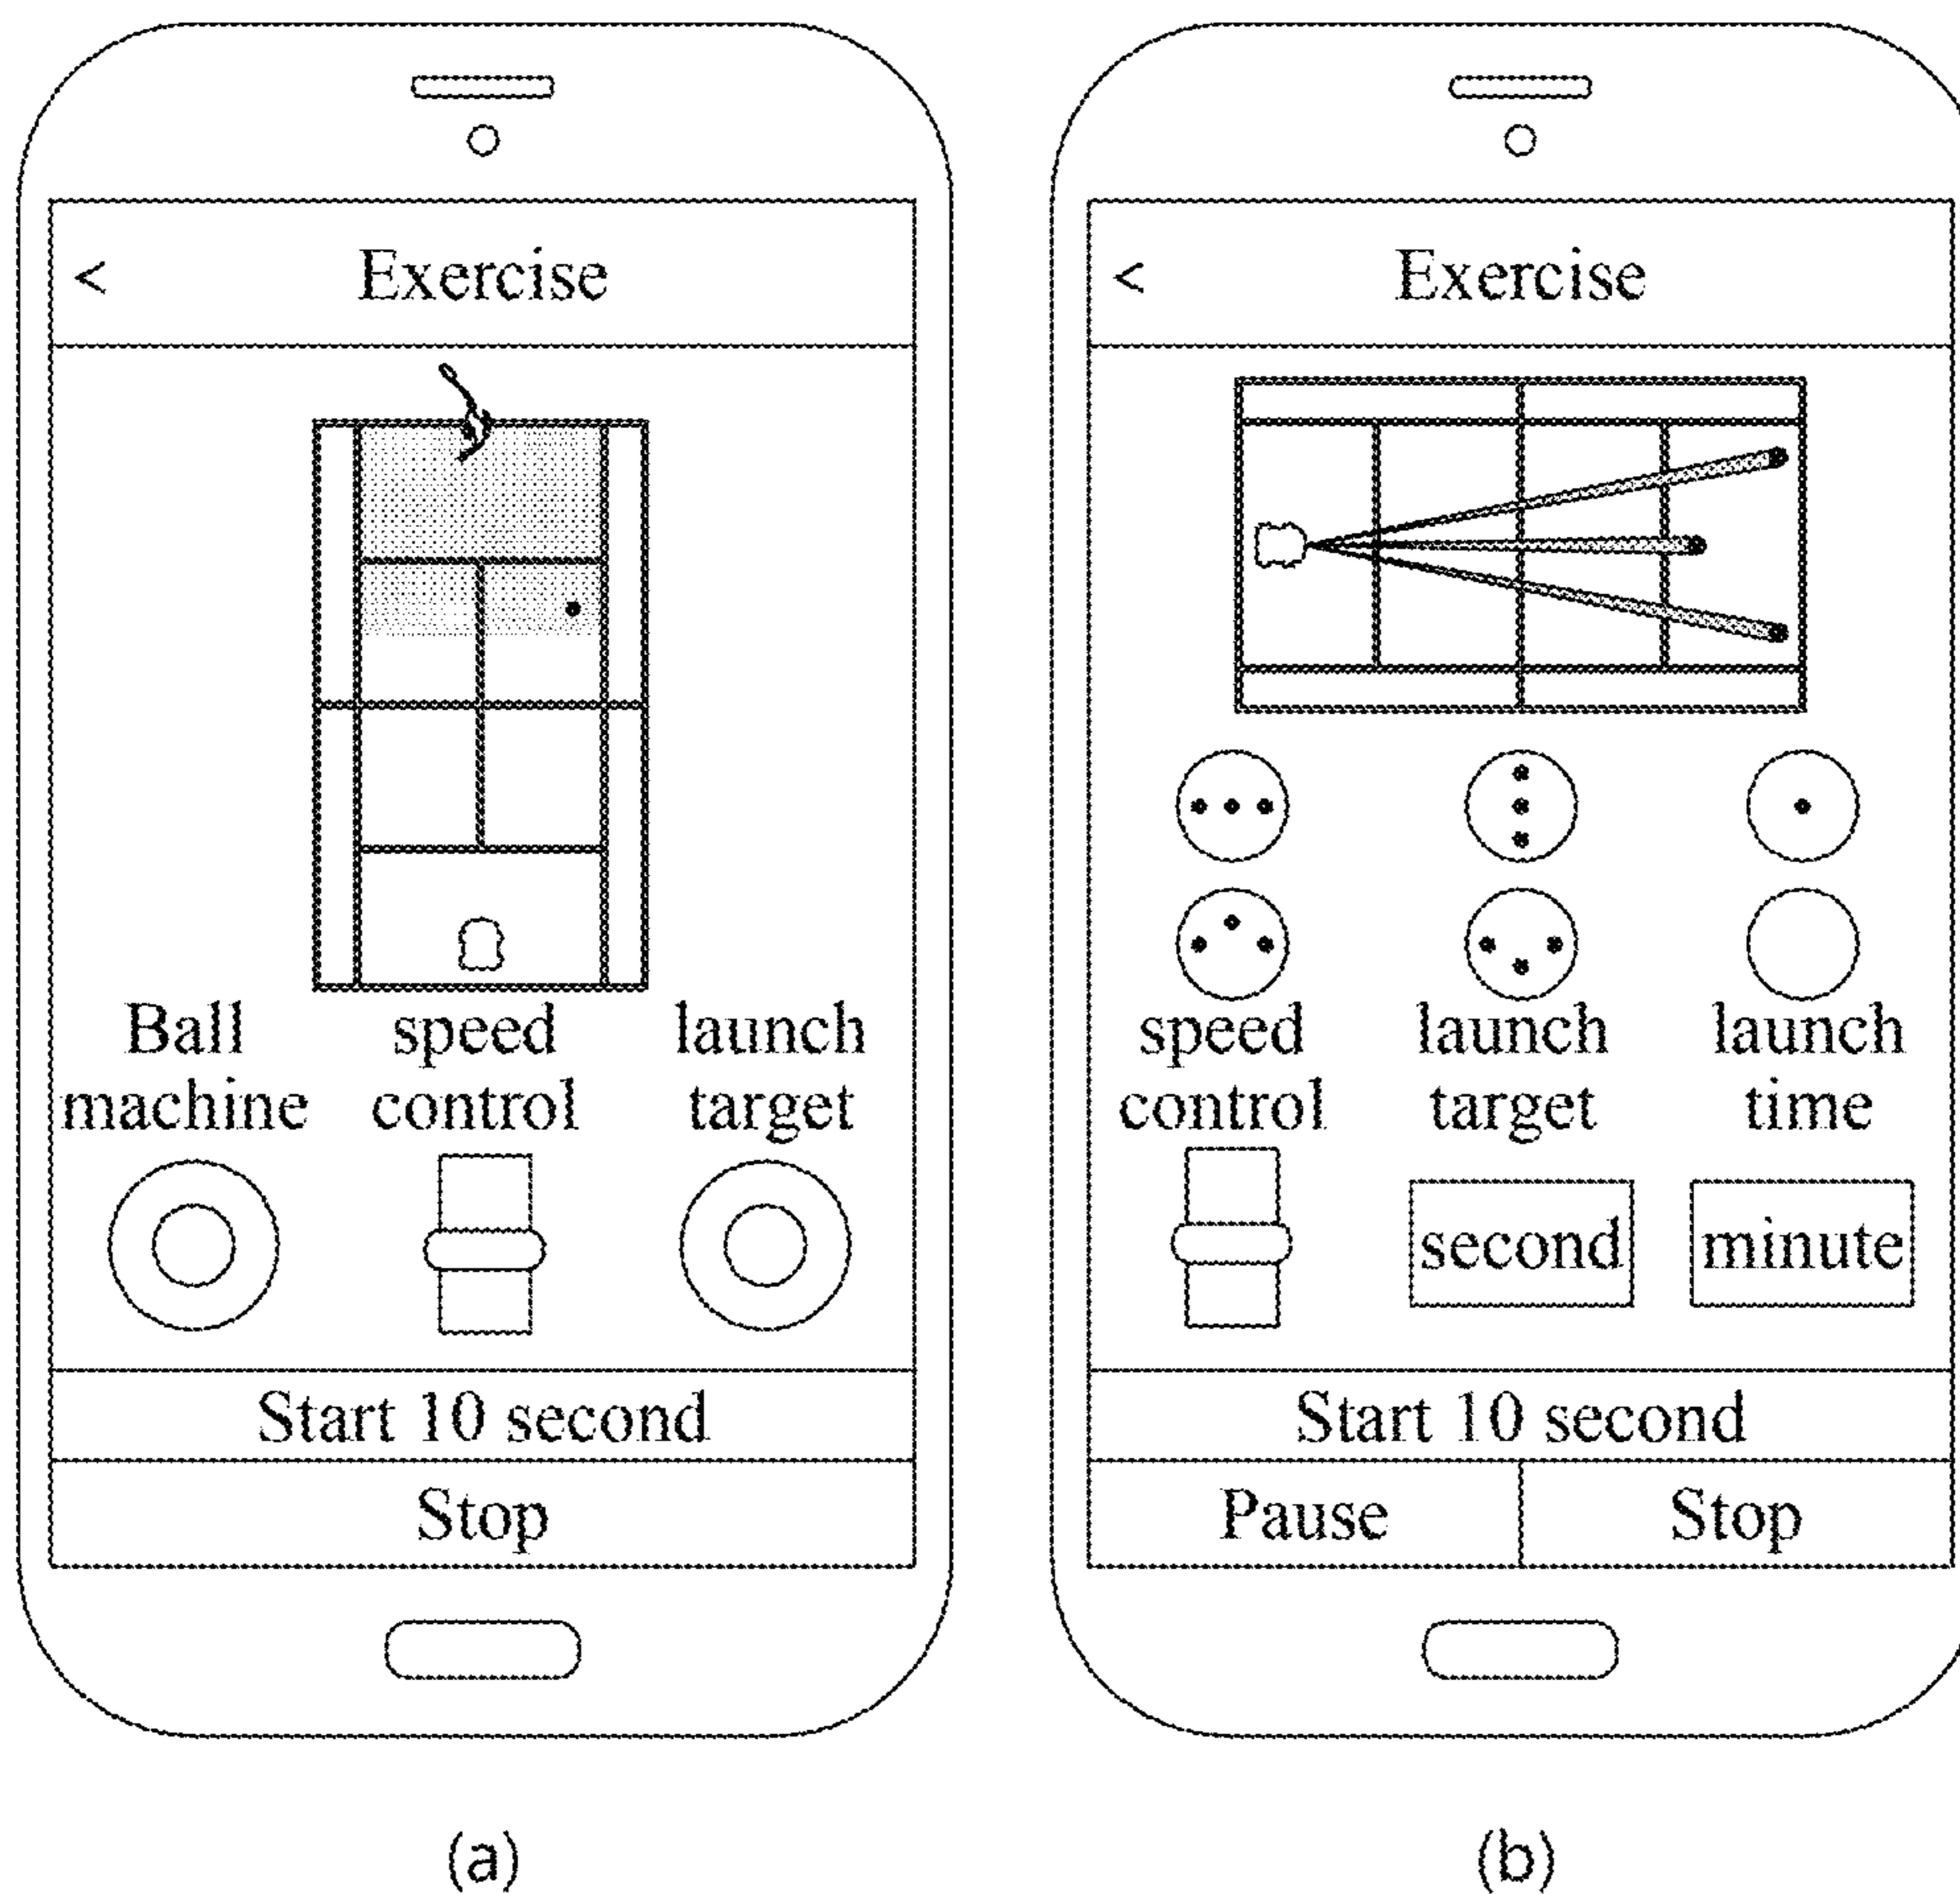 < Exercise
Ball machine
speed control
launch target
Start 10 second
Stop
(a)
< Exercise
speed control
launch target
launch time
second
minute
Start 10 second
Pause
Stop
(b)